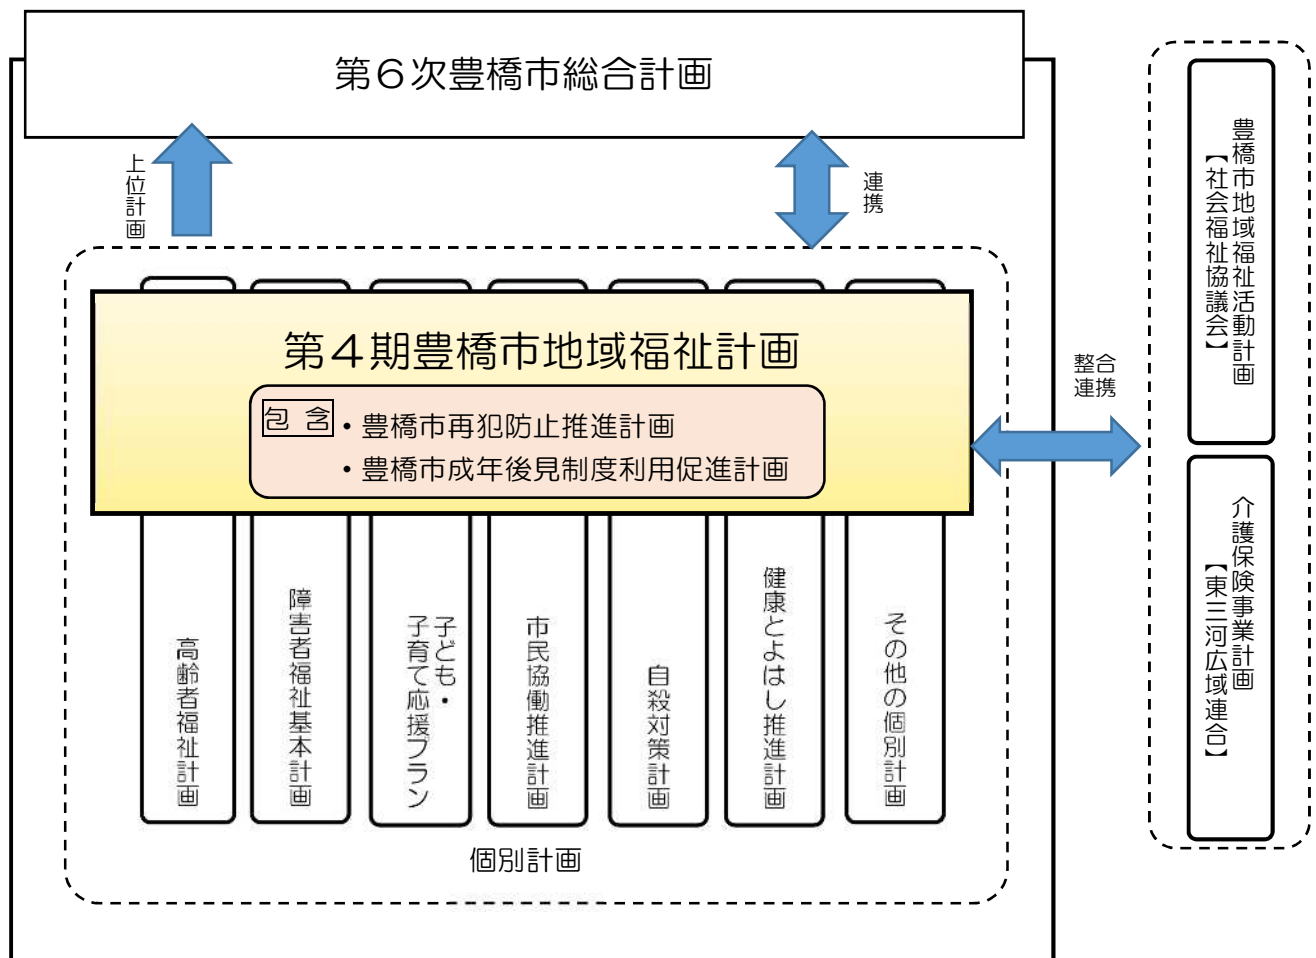 第６次豊橋市総合計画
上位計画
連携
第４期豊橋市地域福祉計画
包 含
・豊橋市再犯防止推進計画
・豊橋市成年後見制度利用促進計画
整合
連携
高齢者福祉計画
障害者福祉基本計画
子ども・
子育て応援プラン
市民協働推進計画
自殺対策計画
健康とよはし推進計画
その他の個別計画
個別計画
豊橋市地域福祉活動計画
【社会福祉協議会】
介護保険事業計画
【東三河広域連合】